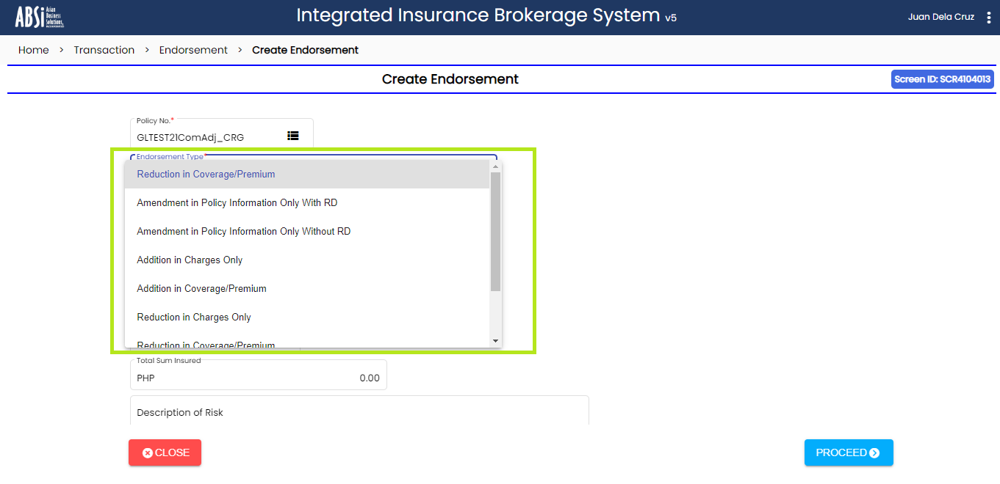 ABSi Asian Business Solutions,
Integrated Insurance Brokerage System v5
Juan Dela Cruz
Home > Transaction > Endorsement > Create Endorsement
Create Endorsement
Screen ID: SCR4104013
Policy No.*
GLTEST21ComAdj_CRG
Endorsement Type*
Reduction in Coverage/Premium
Amendment in Policy Information Only With RD
Amendment in Policy Information Only Without RD
Addition in Charges Only
Addition in Coverage/Premium
Reduction in Charges Only
Reduction in Coverage/Premium
Total Sum Insured
PHP 0.00
Description of Risk
CLOSE
PROCEED